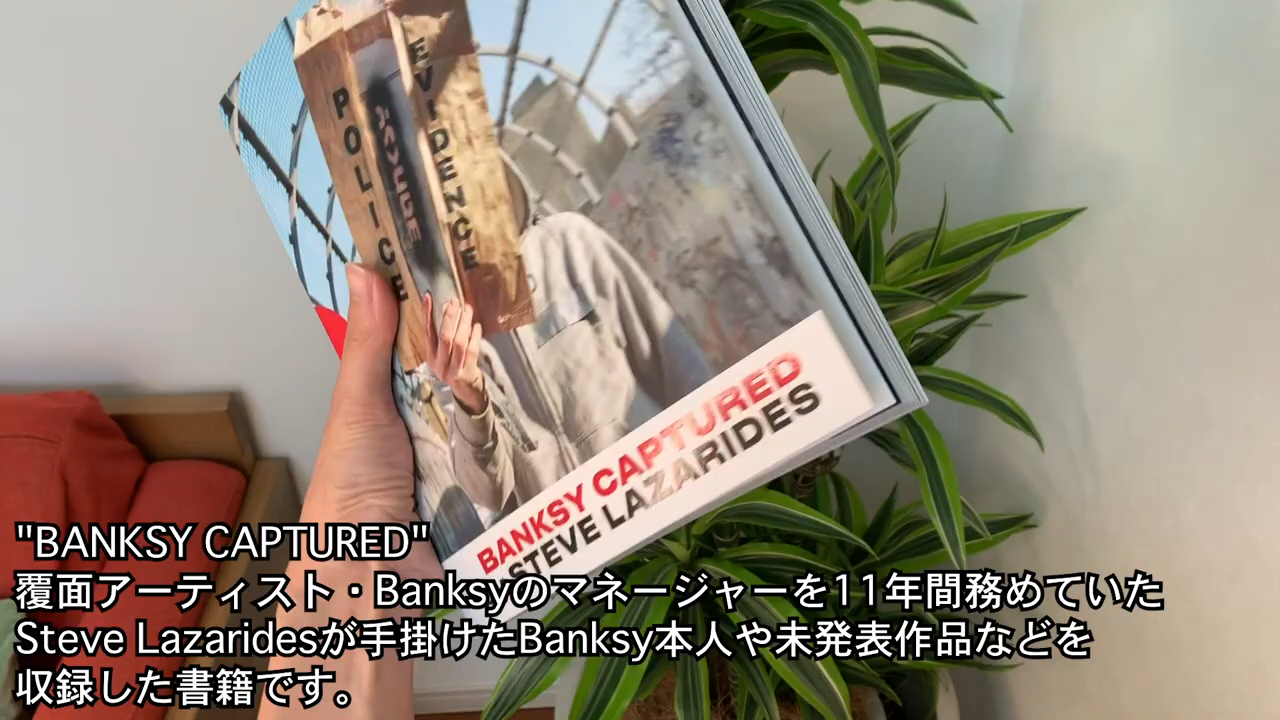 POLICE
EVIDENCE
BANKSY CAPTURED
STEVE LAZARIDES
"BANKSY CAPTURED"
覆面アーティスト・Banksyのマネージャーを11年間務めていた
Steve Lazaridesが手掛けたBanksy本人や未発表作品などを
収録した書籍です。